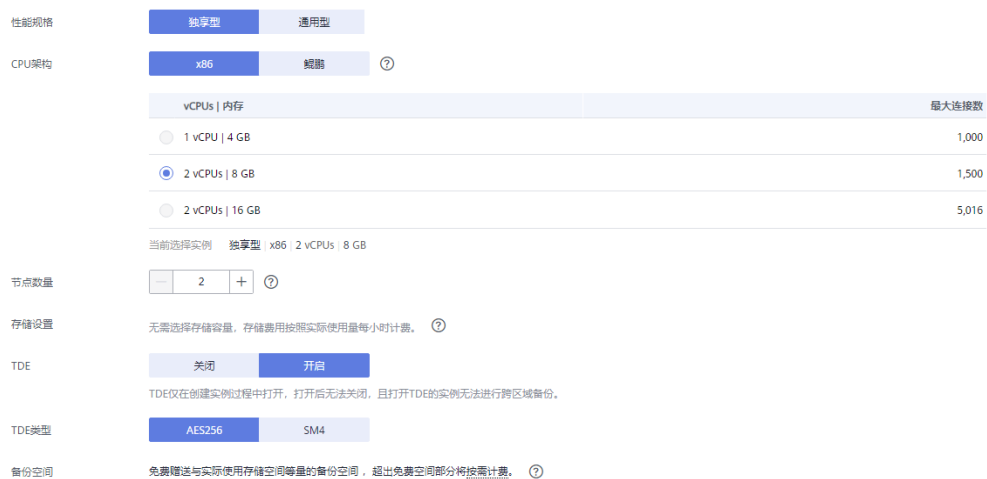 性能规格 独享型 通用型
CPU架构 x86 鲲鹏 ?
vCPUs | 内存 最大连接数
1 vCPU | 4 GB 1,000
2 vCPUs | 8 GB 1,500
2 vCPUs | 16 GB 5,016
当前选择实例 独享型 | x86 | 2 vCPUs | 8 GB
节点数量 — 2 + ?
存储设置 无需选择存储容量，存储费用按照实际使用量每小时计费。 ?
TDE 关闭 开启
TDE仅在创建实例过程中打开，打开后无法关闭，且打开TDE的实例无法进行跨区域备份。
TDE类型 AES256 SM4
备份空间 免费赠送与实际使用存储空间等量的备份空间 ，超出免费空间部分将按需计费。 ?